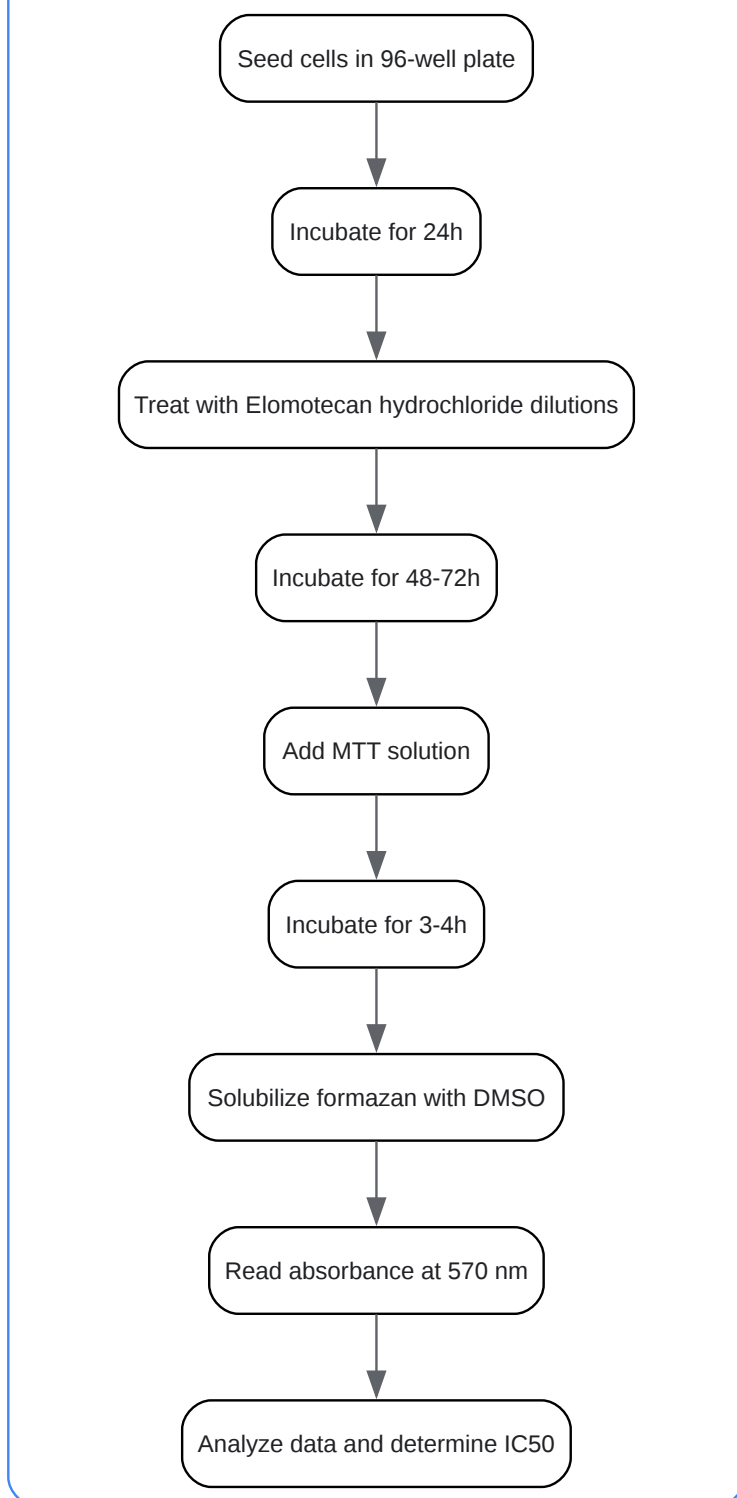 Seed cells in 96-well plate
Incubate for 24h
Treat with Elomotecan hydrochloride dilutions
Incubate for 48-72h
Add MTT solution
Incubate for 3-4h
Solubilize formazan with DMSO
Read absorbance at 570 nm
Analyze data and determine IC50